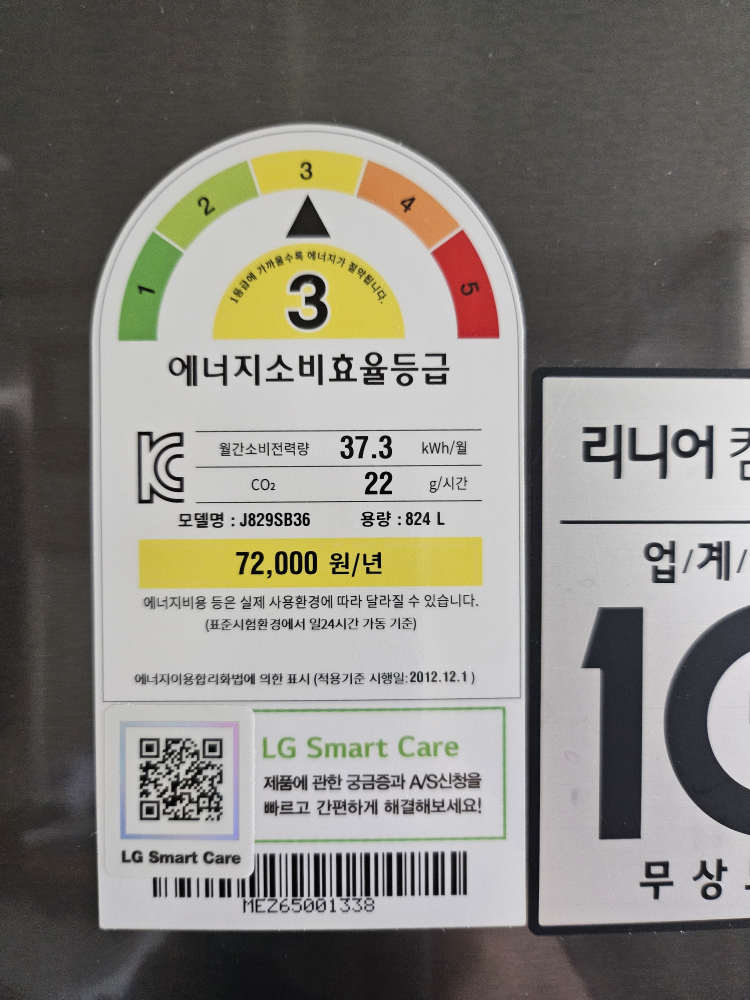 1 2 3 4 5
1등급에 가까울수록 에너지가 절약됩니다.
3
에너지소비효율등급
월간소비전력량 37.3 kWh/월
CO₂ 22 g/시간
모델명 : J829SB36 용량 : 824 L
72,000 원/년
에너지비용 등은 실제 사용환경에 따라 달라질 수 있습니다.
(표준시험환경에서 일24시간 가동 기준)
에너지이용합리화법에 의한 표시 (적용기준 시행일:2012.12.1 )
LG Smart Care
제품에 관한 궁금증과 A/S신청을
빠르고 간편하게 해결해보세요!
LG Smart Care
MEZ65001338
리니어
업/계/
10
무 상